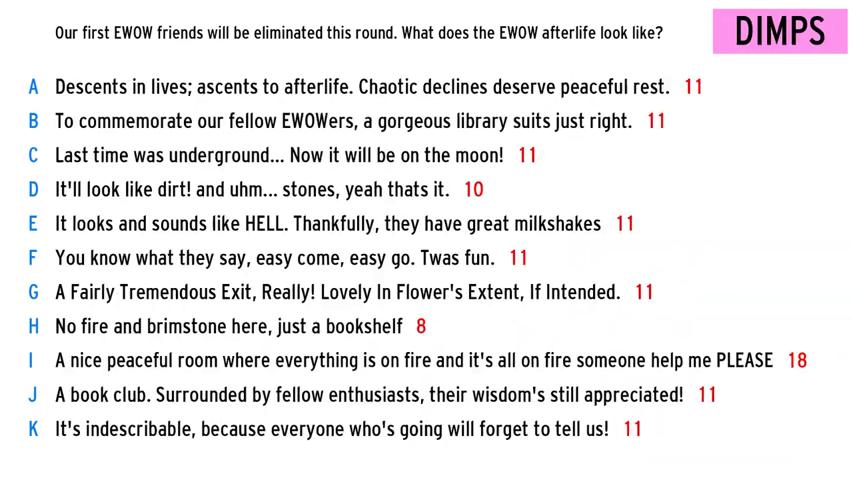 Our first EWOW friends will be eliminated this round. What does the EWOW afterlife look like?
DIMPS
A Descents in lives; ascents to afterlife. Chaotic declines deserve peaceful rest. 11
B To commemorate our fellow EWOWers, a gorgeous library suits just right. 11
C Last time was underground... Now it will be on the moon! 11
D It'll look like dirt! and uhm... stones, yeah thats it. 10
E It looks and sounds like HELL. Thankfully, they have great milkshakes 11
F You know what they say, easy come, easy go. Twas fun. 11
G A Fairly Tremendous Exit, Really! Lovely In Flower's Extent, If Intended. 11
H No fire and brimstone here, just a bookshelf 8
I A nice peaceful room where everything is on fire and it's all on fire someone help me PLEASE 18
J A book club. Surrounded by fellow enthusiasts, their wisdom's still appreciated! 11
K It's indescribable, because everyone who's going will forget to tell us! 11